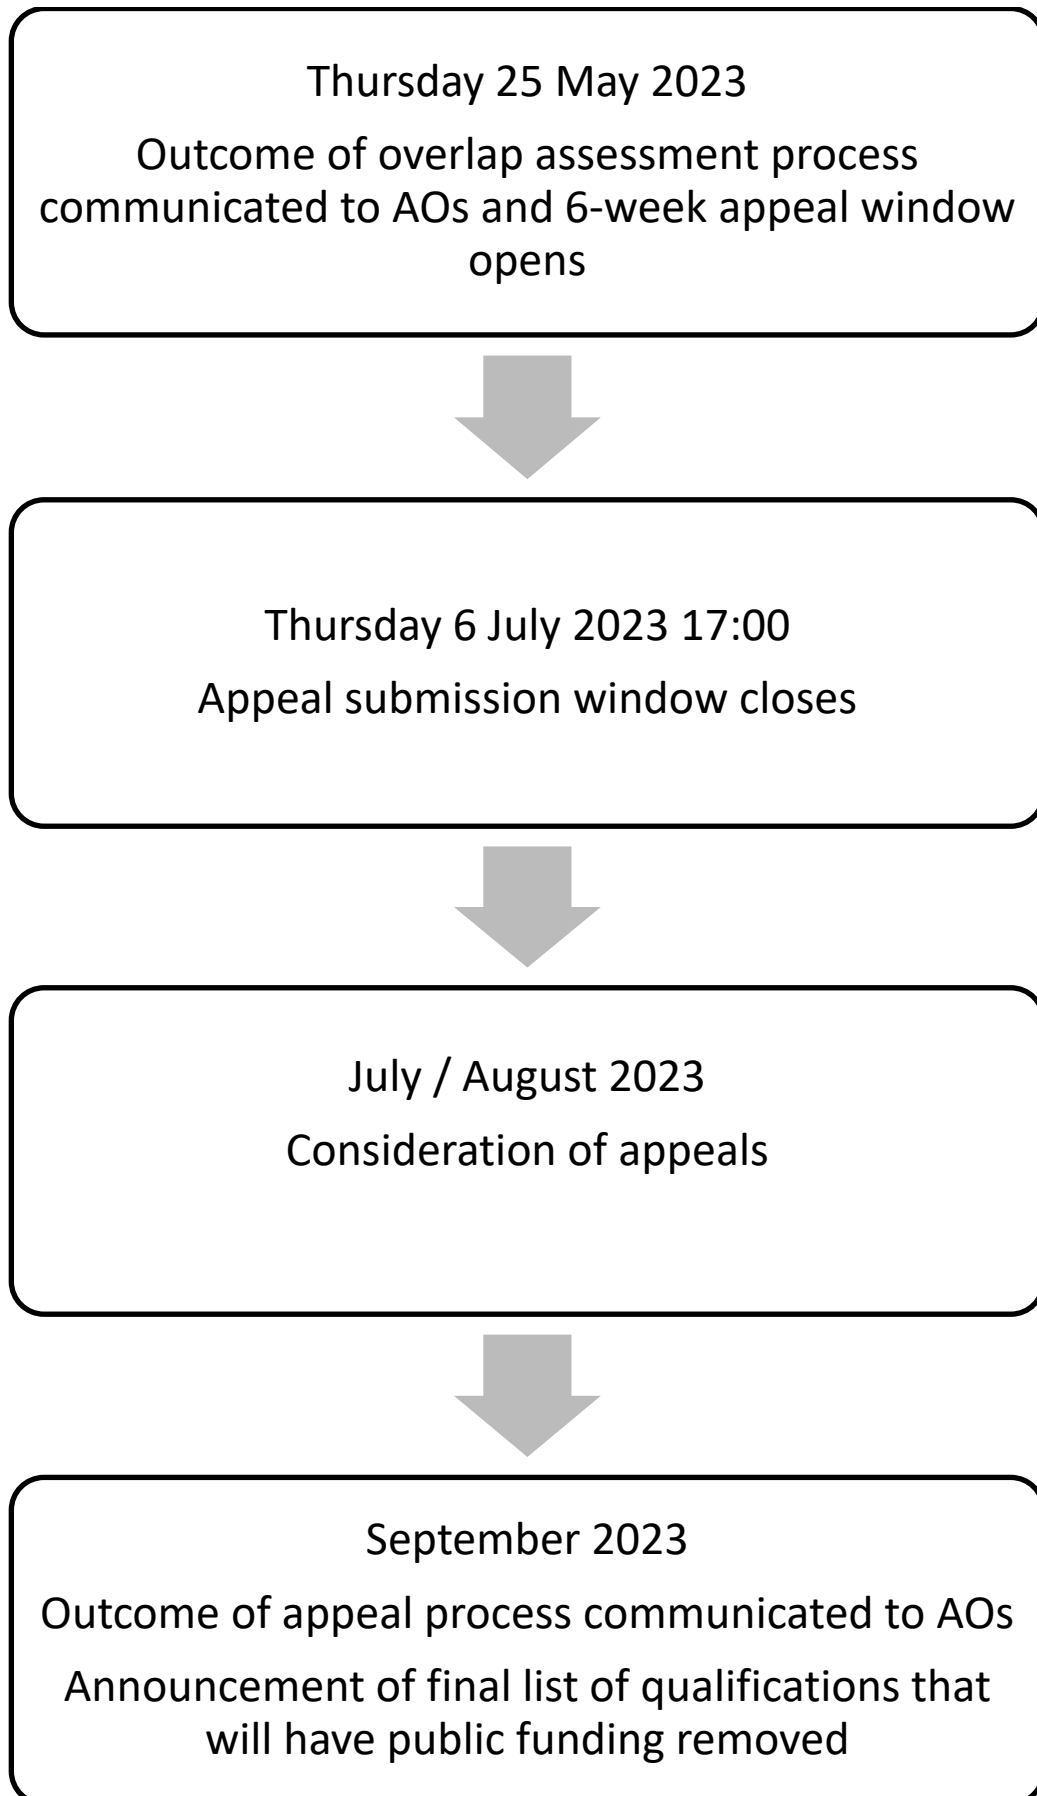 Thursday 25 May 2023
Outcome of overlap assessment process
communicated to AOs and 6-week appeal window
opens
Thursday 6 July 2023 17:00
Appeal submission window closes
July / August 2023
Consideration of appeals
September 2023
Outcome of appeal process communicated to AOs
Announcement of final list of qualifications that
will have public funding removed